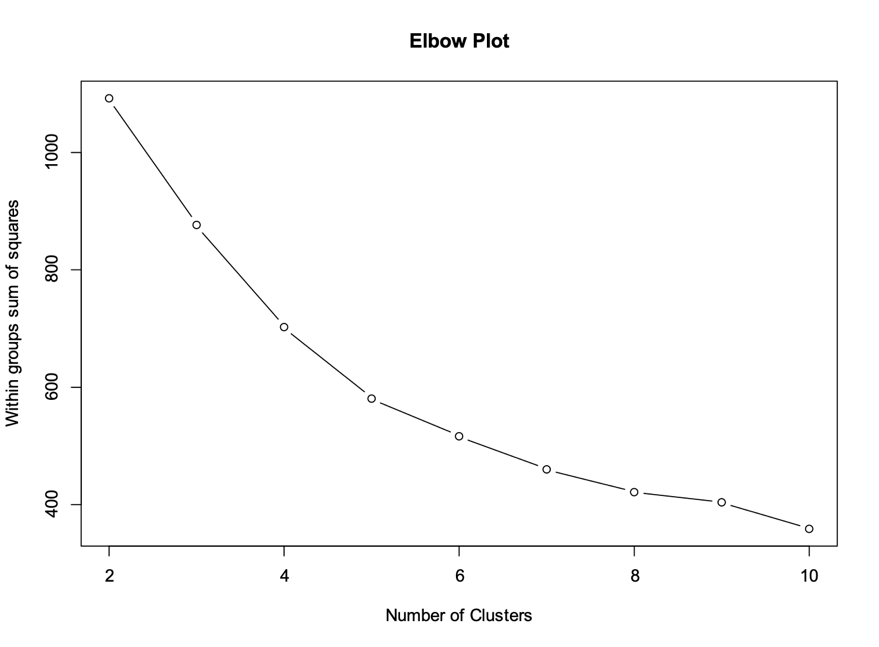 Elbow Plot
Within groups sum of squares
1000
800
600
400
2 4 6 8 10
Number of Clusters